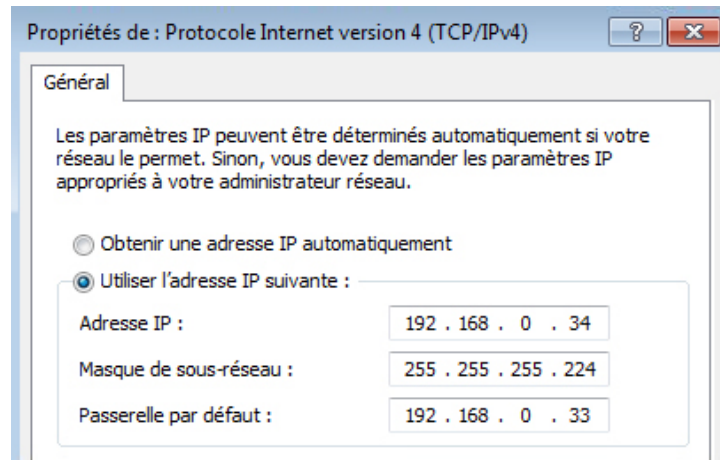 Propriétés de : Protocole Internet version 4 (TCP/IPv4)
Général
Les paramètres IP peuvent être déterminés automatiquement si votre
réseau le permet. Sinon, vous devez demander les paramètres IP
appropriés à votre administrateur réseau.
Obtenir une adresse IP automatiquement
Utiliser l'adresse IP suivante :
Adresse IP : 192 . 168 . 0 . 34
Masque de sous-réseau : 255 . 255 . 255 . 224
Passerelle par défaut : 192 . 168 . 0 . 33